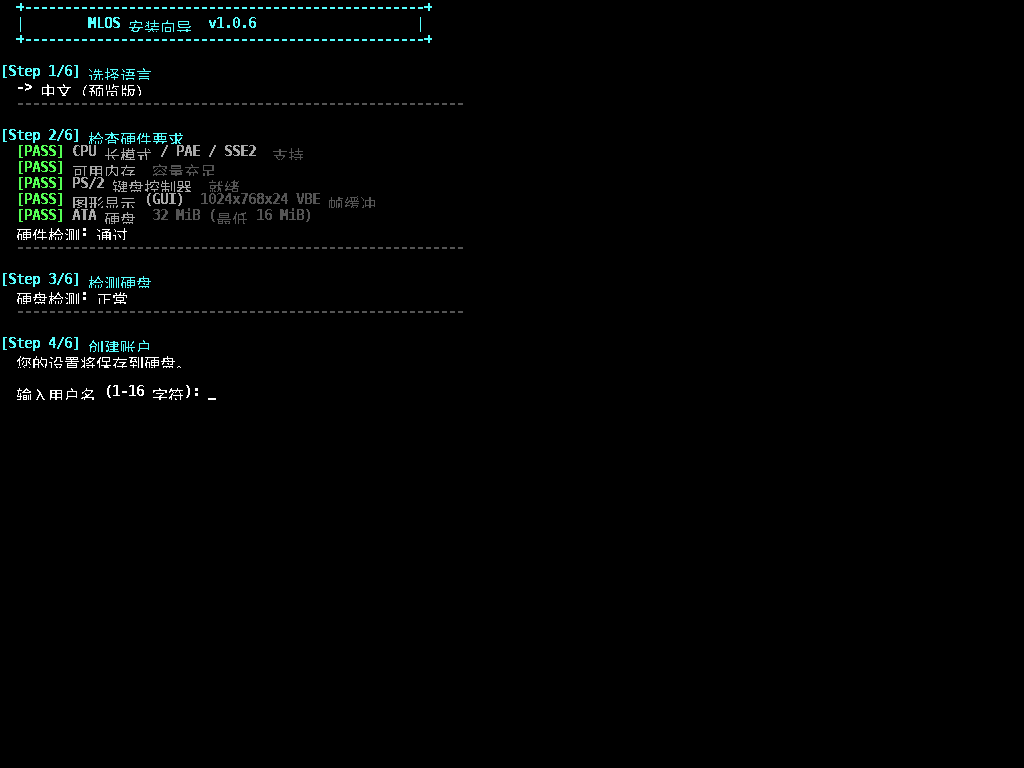 +--------------------------------------------------+
|        MLOS 安装向导  v1.0.6                    |
+--------------------------------------------------+
[Step 1/6] 选择语言
-> 中文 (预览版)
--------------------------------------------------------
[Step 2/6] 检查硬件要求
[PASS] CPU 长模式 / PAE / SSE2  支持
[PASS] 可用内存  容量充足
[PASS] PS/2 键盘控制器  就绪
[PASS] 图形显示 (GUI)  1024x768x24 VBE 帧缓冲
[PASS] ATA 硬盘  32 MiB (最低 16 MiB)
硬件检测: 通过
--------------------------------------------------------
[Step 3/6] 检测硬盘
硬盘检测: 正常
--------------------------------------------------------
[Step 4/6] 创建账户
您的设置将保存到硬盘。
输入用户名 (1-16 字符): _